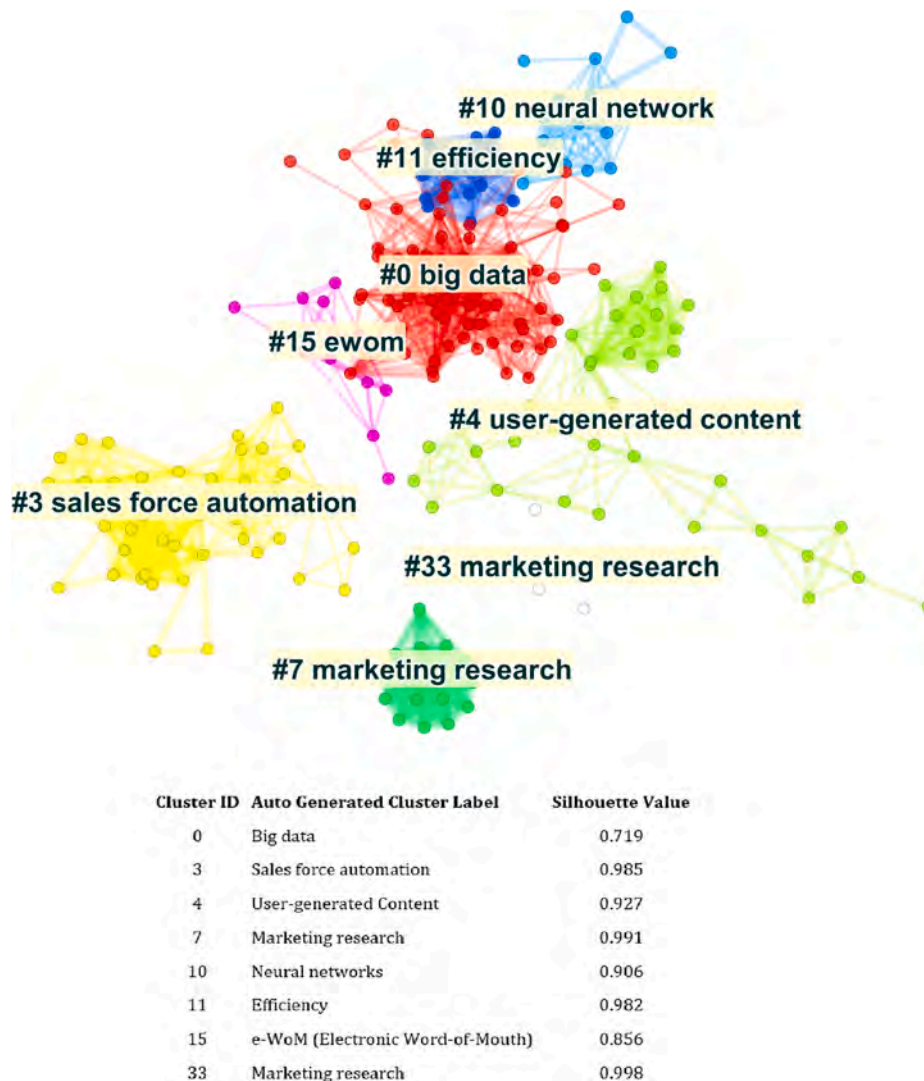 #10 neural network
#11 efficiency
#0 big data
#15 ewom
#4 user-generated content
#3 sales force automation
#33 marketing research
#7 marketing research
Cluster ID Auto Generated Cluster Label Silhouette Value
0 Big data 0.719
3 Sales force automation 0.985
4 User-generated Content 0.927
7 Marketing research 0.991
10 Neural networks 0.906
11 Efficiency 0.982
15 e-WoM (Electronic Word-of-Mouth) 0.856
33 Marketing research 0.998